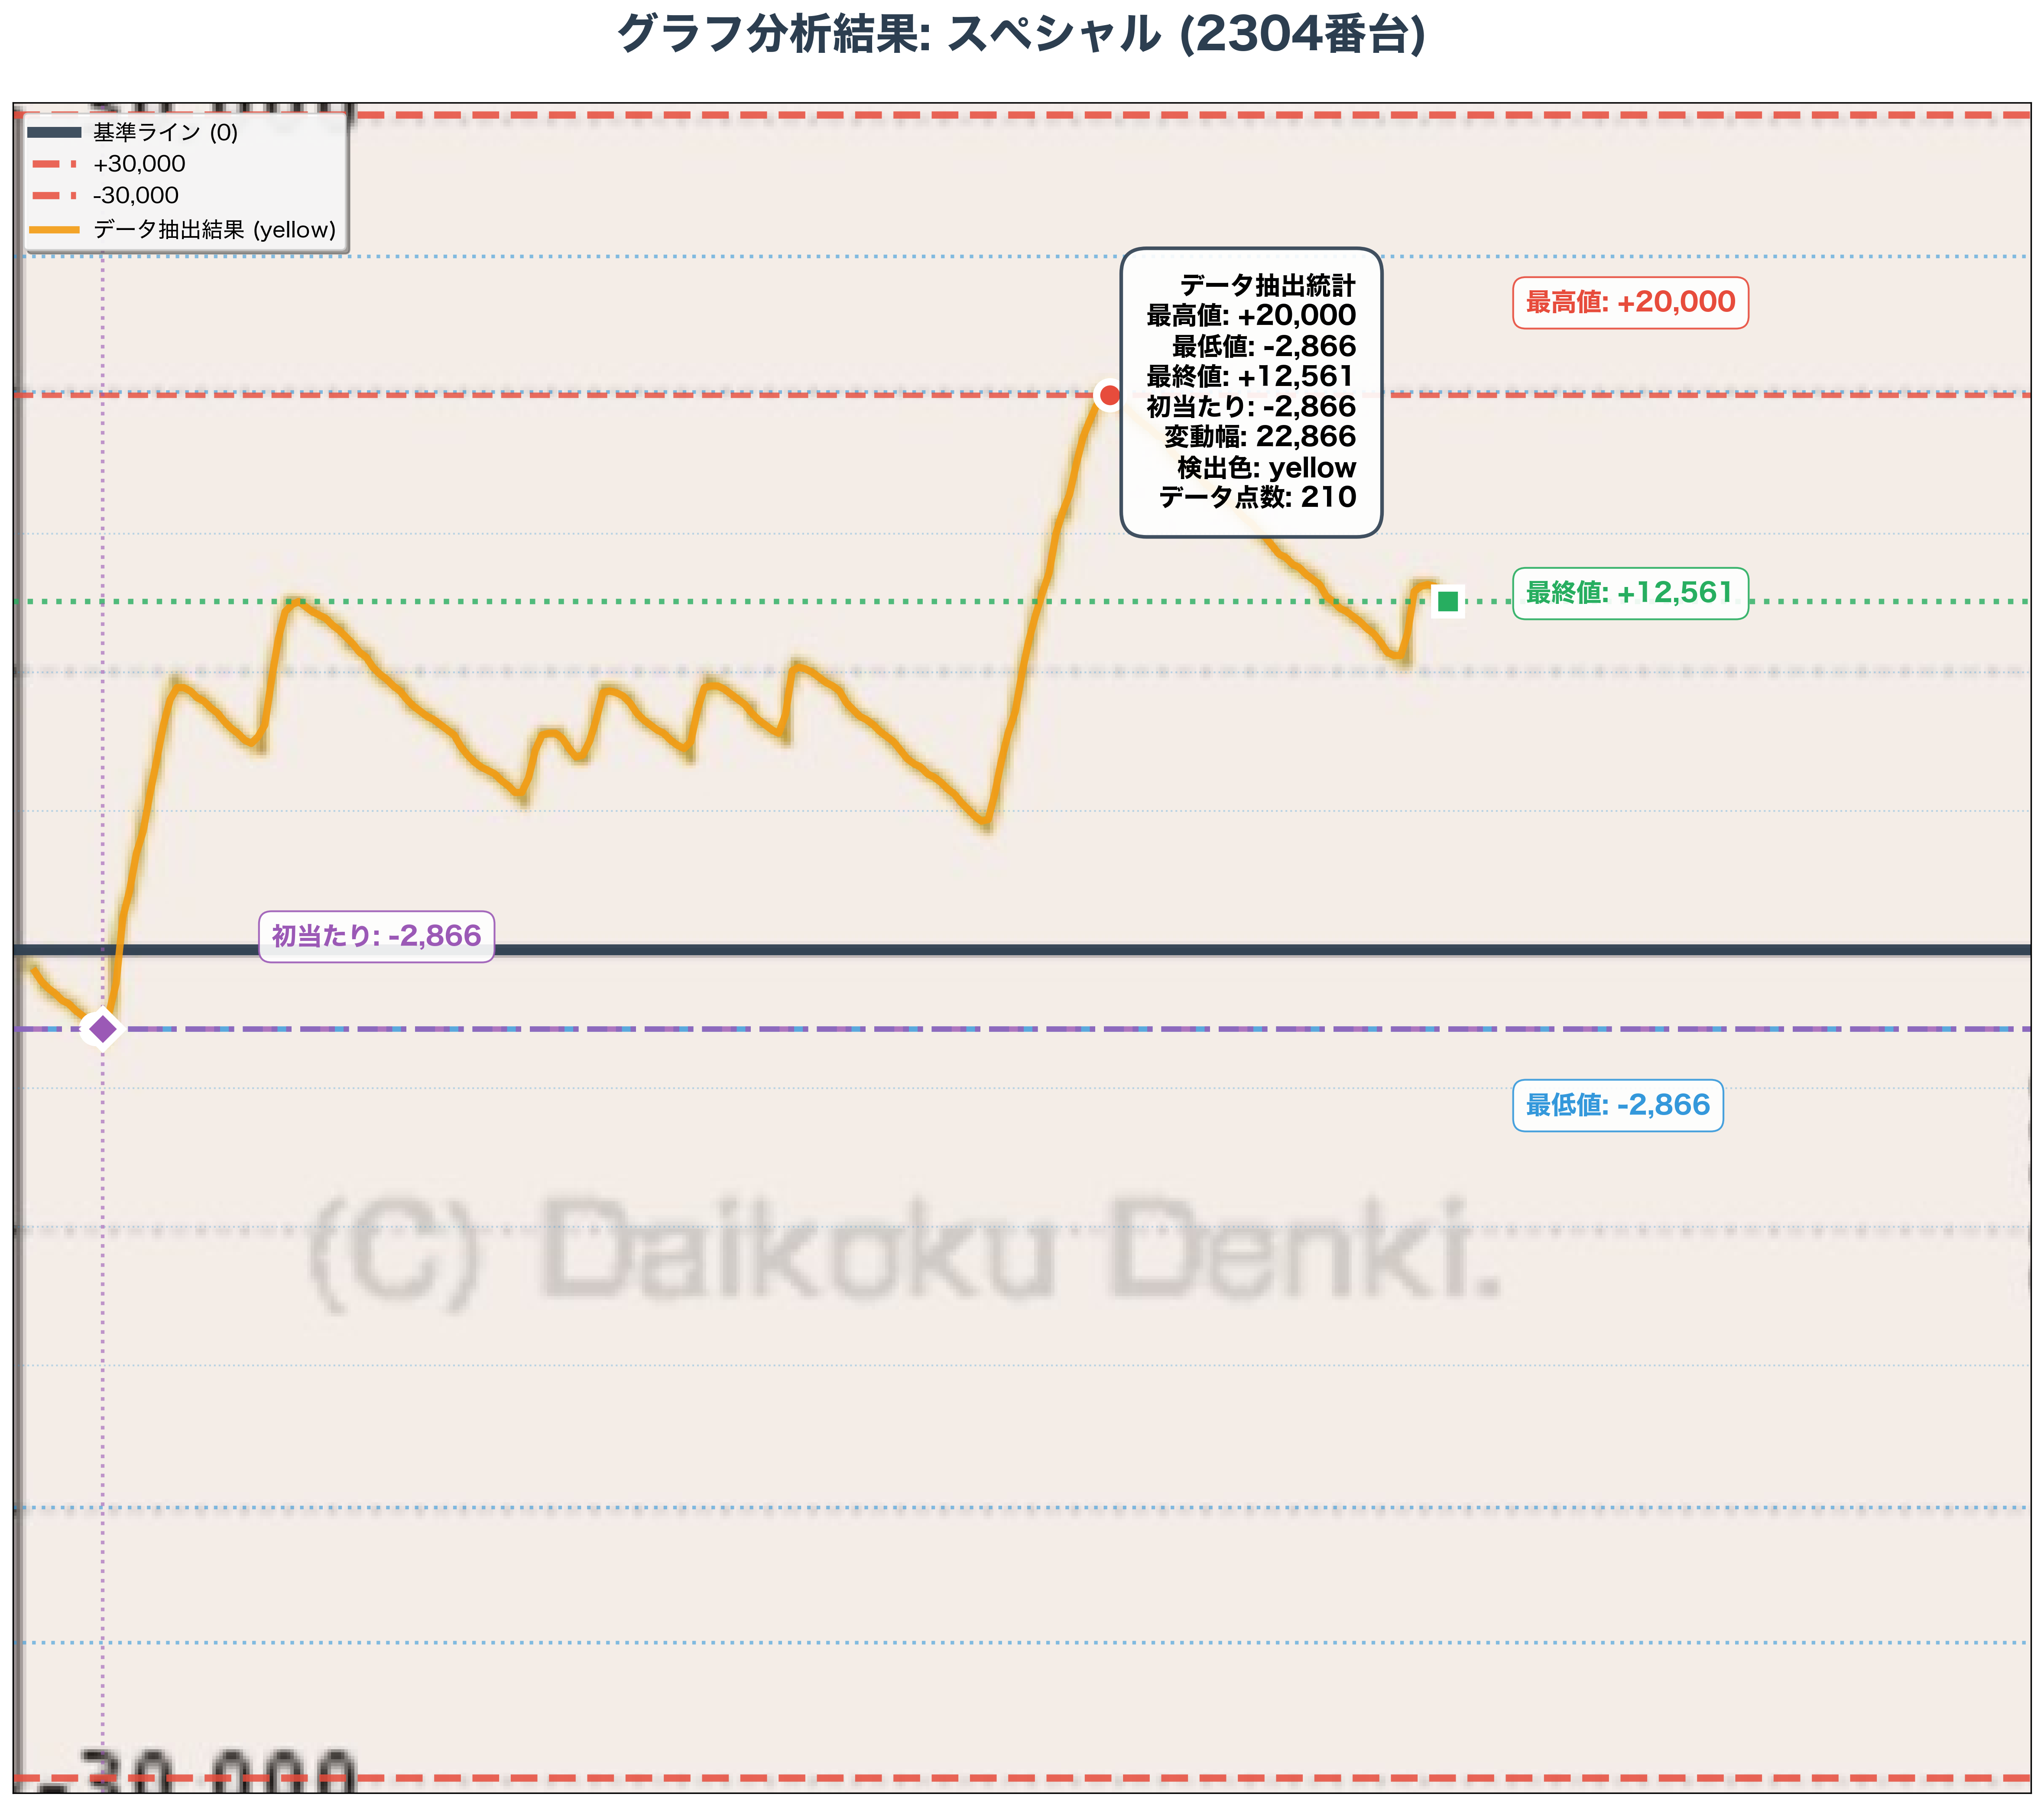 グラフ分析結果: スペシャル (2304番台)
基準ライン (0)
+30,000
-30,000
データ抽出結果 (yellow)
データ抽出統計
最高値: +20,000
最低値: -2,866
最終値: +12,561
初当たり: -2,866
変動幅: 22,866
検出色: yellow
データ点数: 210
最高値: +20,000
最終値: +12,561
初当たり: -2,866
最低値: -2,866
(C) Daikoku Denki.
-30,000